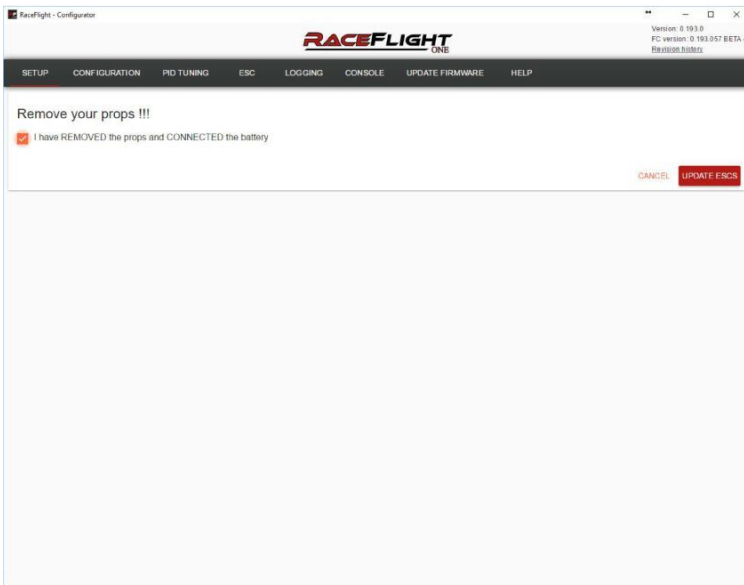 RaceFlight - Configurator
Version: 0.193.0
FC version: 0.193.057 BETA
Revision history
RACEFLIGHT
ONE
SETUP CONFIGURATION PID TUNING ESC LOGGING CONSOLE UPDATE FIRMWARE HELP
Remove your props !!!
I have REMOVED the props and CONNECTED the battery
CANCEL UPDATE ESCS